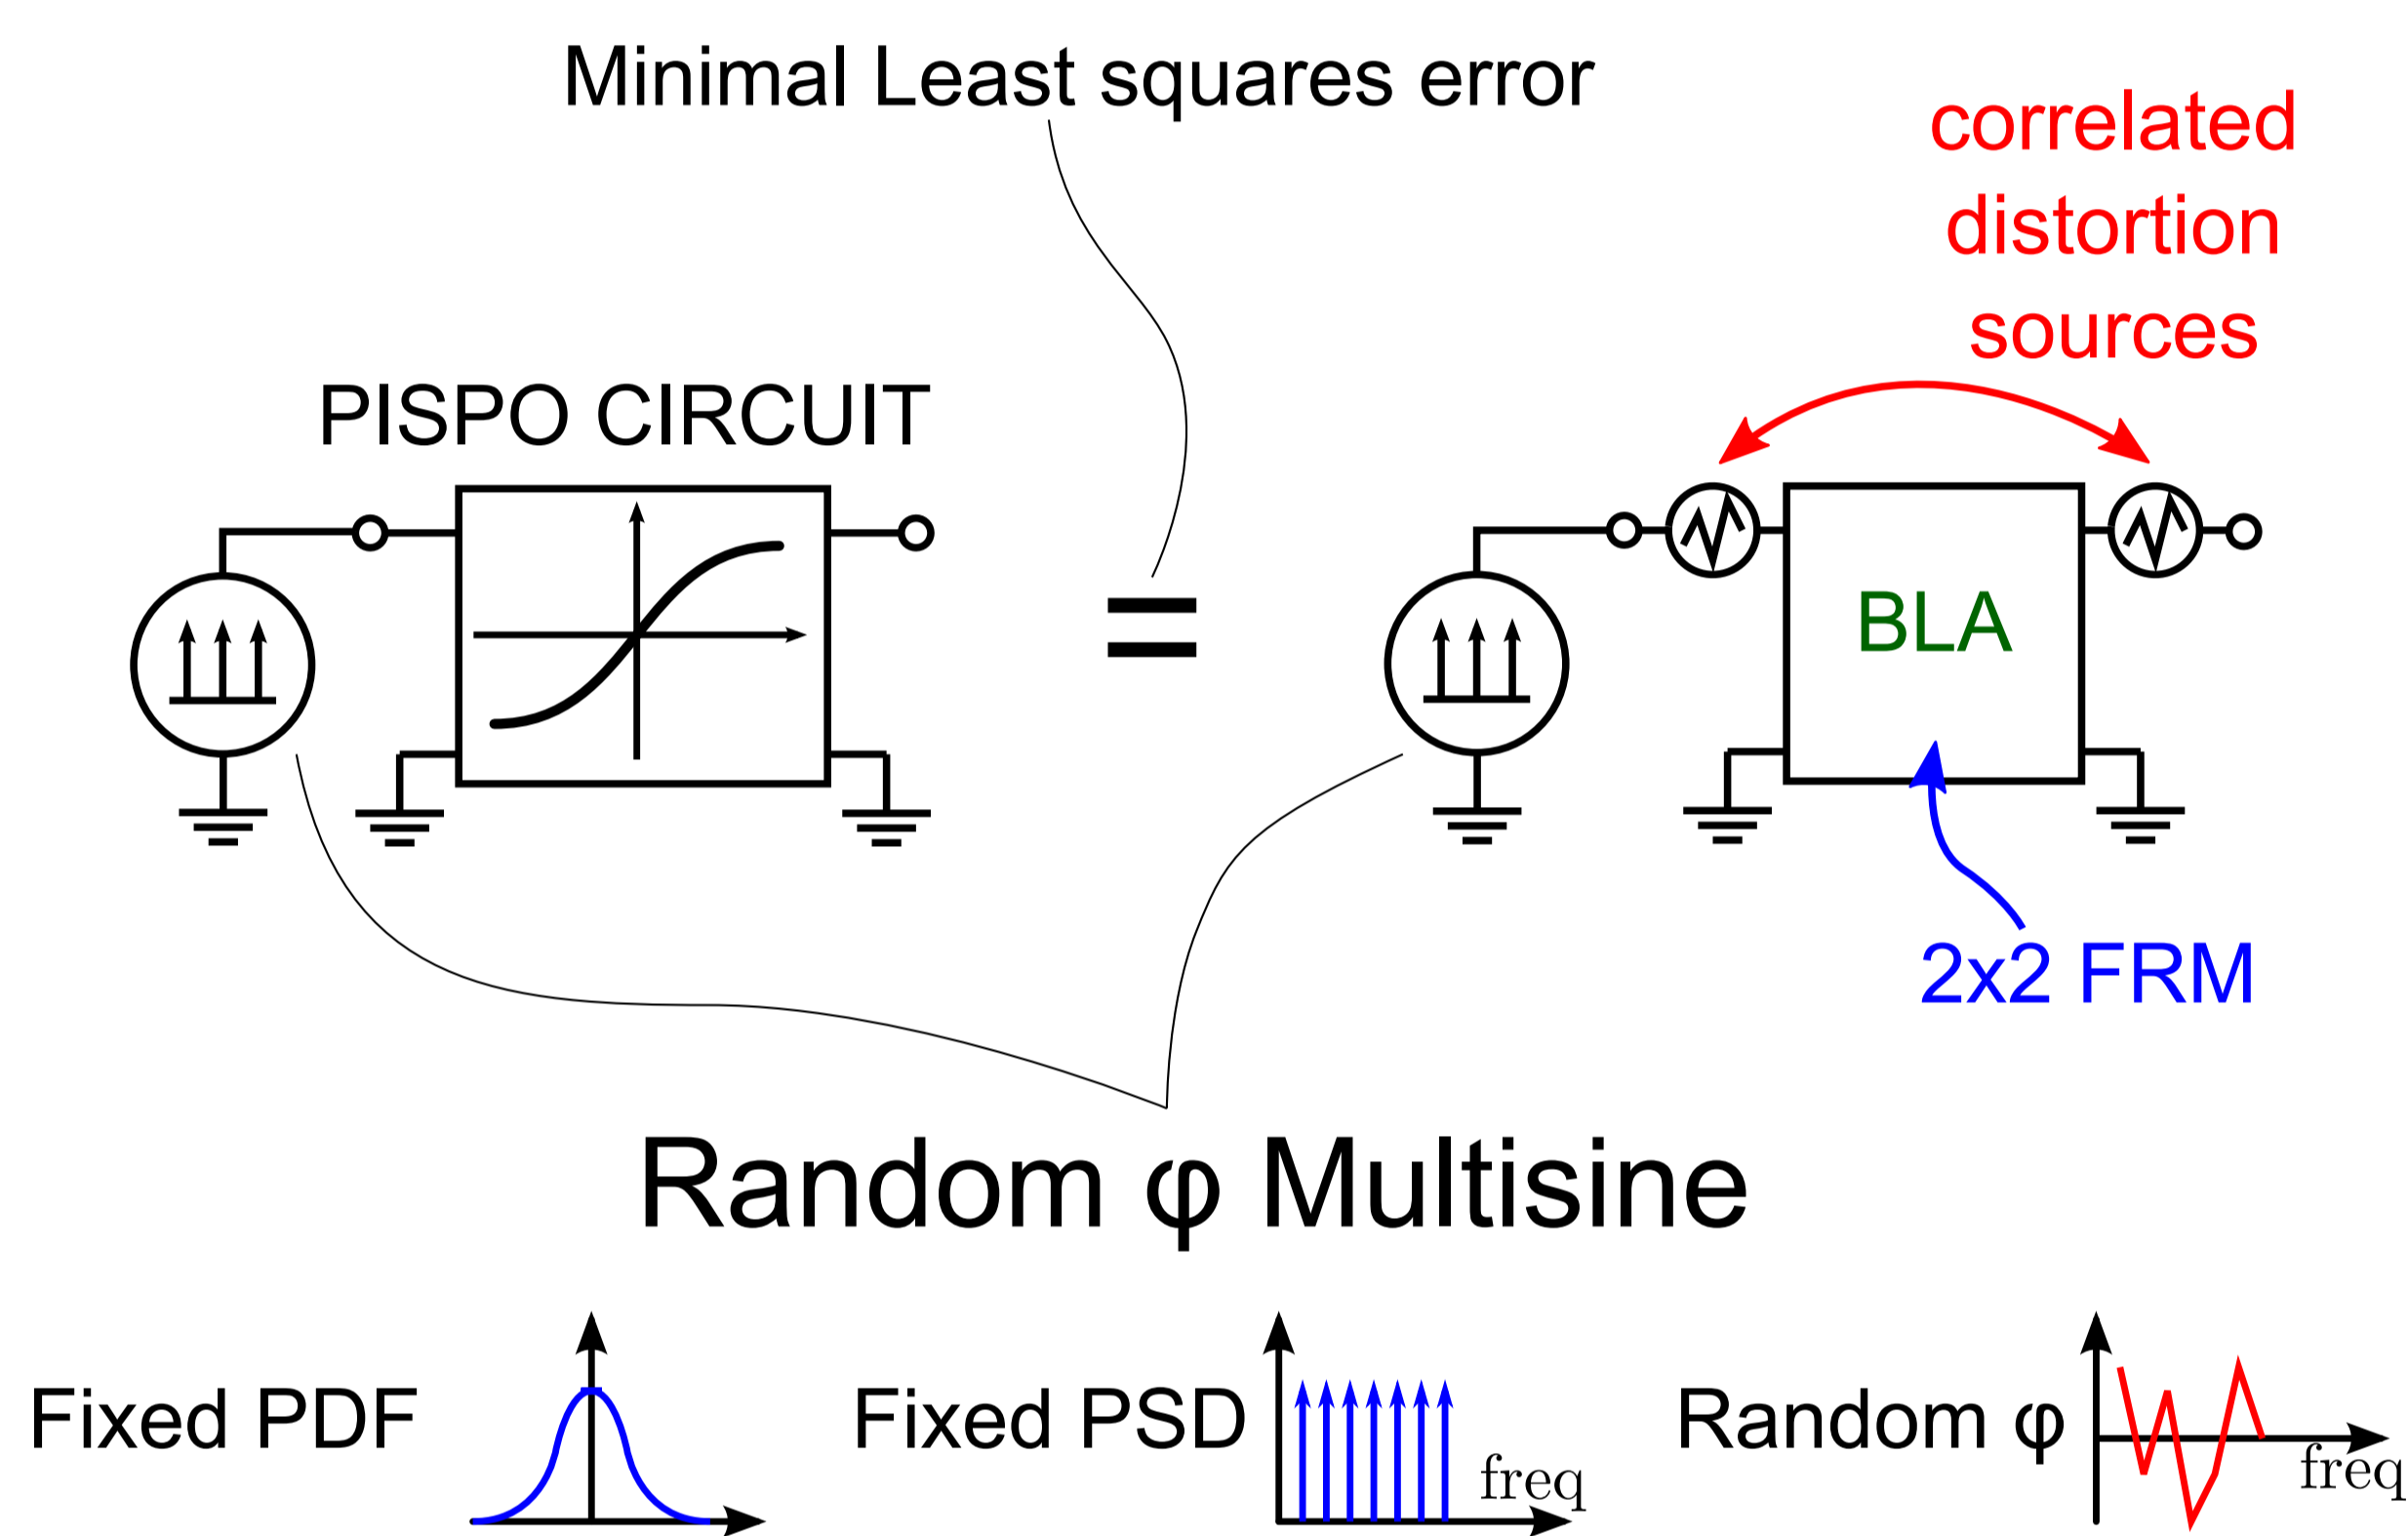 Minimal Least squares error
correlated
distortion
sources
PISPO CIRCUIT
=
BLA
2x2 FRM
Random φ Multisine
Fixed PDF
Fixed PSD
freq
Random φ
freq